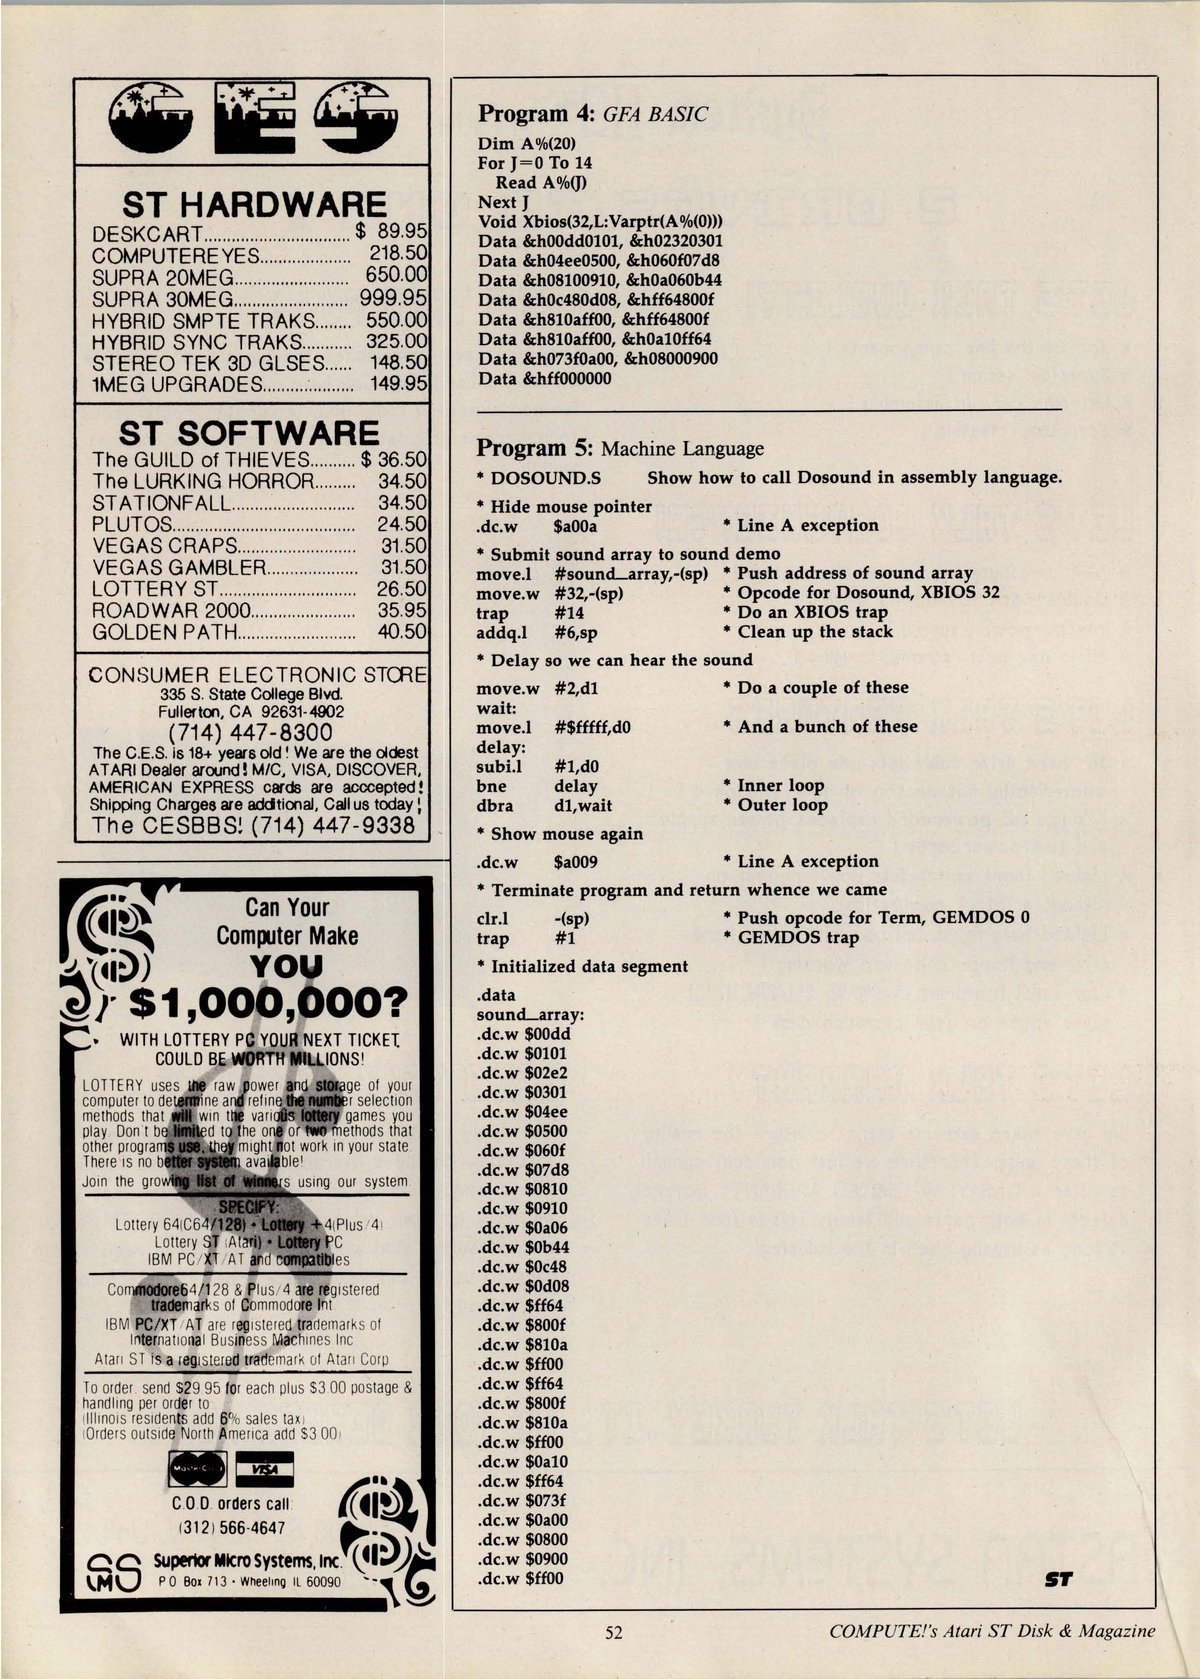 CES
ST HARDWARE
DESKCART................................ $ 89.95
COMPUTEREYES.................... 218.50
SUPRA 20MEG......................... 650.00
SUPRA 30MEG......................... 999.95
HYBRID SMPTE TRAKS........ 550.00
HYBRID SYNC TRAKS........... 325.00
STEREO TEK 3D GLSES...... 148.50
1MEG UPGRADES.................... 149.95
ST SOFTWARE
The GUILD of THIEVES.......... $ 36.50
The LURKING HORROR......... 34.50
STATIONFALL........................... 34.50
PLUTOS........................................ 24.50
VEGAS CRAPS.......................... 31.50
VEGAS GAMBLER.................... 31.50
LOTTERY ST.............................. 26.50
ROADWAR 2000....................... 35.95
GOLDEN PATH.......................... 40.50
CONSUMER ELECTRONIC STORE
335 S. State College Blvd.
Fullerton, CA 92631-4902
(714) 447-8300
The C.E.S. is 18+ years old! We are the oldest
ATARI Dealer around! M/C, VISA, DISCOVER,
AMERICAN EXPRESS cards are acccepted!
Shipping Charges are additional, Call us today!
The CESBBS! (714) 447-9338
Can Your
Computer Make
YOU
$1,000,000?
WITH LOTTERY PC YOUR NEXT TICKET
COULD BE WORTH MILLIONS!
LOTTERY uses the raw power and storage of your
computer to determine and refine the number selection
methods that will win the various lottery games you
play. Don't be limited to the one or two methods that
other programs use, they might not work in your state.
There is no better system available!
Join the growing list of winners using our system.
SPECIFY:
Lottery 64(C64/128) • Lottery +4(Plus/4)
Lottery ST (Atari) • Lottery PC
IBM PC/XT/AT and compatibles
Commodore64/128 & Plus/4 are registered
trademarks of Commodore Int
IBM PC/XT/AT are registered trademarks of
International Business Machines Inc
Atari ST is a registered trademark of Atari Corp
To order, send $29.95 for each plus $3.00 postage &
handling per order to:
(Illinois residents add 6% sales tax)
(Orders outside North America add $3.00)
MasterCard VISA
C.O.D. orders call:
(312) 566-4647
SMS Superior Micro Systems, Inc.
P O Box 713 • Wheeling IL 60090
Program 4: GFA BASIC
Dim A%(20)
For J=0 To 14
Read A%(J)
Next J
Void Xbios(32,L:Varptr(A%(0)))
Data &h00dd0101, &h02320301
Data &h04ee0500, &h060f07d8
Data &h08100910, &h0a060b44
Data &h0c480d08, &hff64800f
Data &h810aff00, &hff64800f
Data &h810aff00, &h0a10ff64
Data &h073f0a00, &h08000900
Data &hff000000
Program 5: Machine Language
* DOSOUND.S Show how to call Dosound in assembly language.
* Hide mouse pointer
.dc.w $a00a * Line A exception
* Submit sound array to sound demo
move.l #sound_array,-(sp) * Push address of sound array
move.w #32,-(sp) * Opcode for Dosound, XBIOS 32
trap #14 * Do an XBIOS trap
addq.l #6,sp * Clean up the stack
* Delay so we can hear the sound
move.w #2,d1 * Do a couple of these
wait:
move.l #$fffff,d0 * And a bunch of these
delay:
subi.l #1,d0
bne delay * Inner loop
dbra d1,wait * Outer loop
* Show mouse again
.dc.w $a009 * Line A exception
* Terminate program and return whence we came
clr.l -(sp) * Push opcode for Term, GEMDOS 0
trap #1 * GEMDOS trap
* Initialized data segment
.data
sound_array:
.dc.w $00dd
.dc.w $0101
.dc.w $02e2
.dc.w $0301
.dc.w $04ee
.dc.w $0500
.dc.w $060f
.dc.w $07d8
.dc.w $0810
.dc.w $0910
.dc.w $0a06
.dc.w $0b44
.dc.w $0c48
.dc.w $0d08
.dc.w $ff64
.dc.w $800f
.dc.w $810a
.dc.w $ff00
.dc.w $ff64
.dc.w $800f
.dc.w $810a
.dc.w $ff00
.dc.w $0a10
.dc.w $ff64
.dc.w $073f
.dc.w $0a00
.dc.w $0800
.dc.w $0900
.dc.w $ff00
ST
52
COMPUTE!'s Atari ST Disk & Magazine